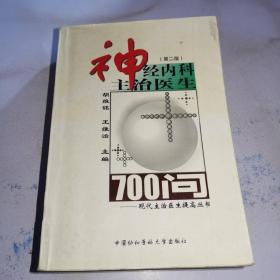 神经内科
(第二版)
主治医生
胡维铭 王维治 主编
700问
——现代主治医生提高丛书
中国协和医科大学出版社